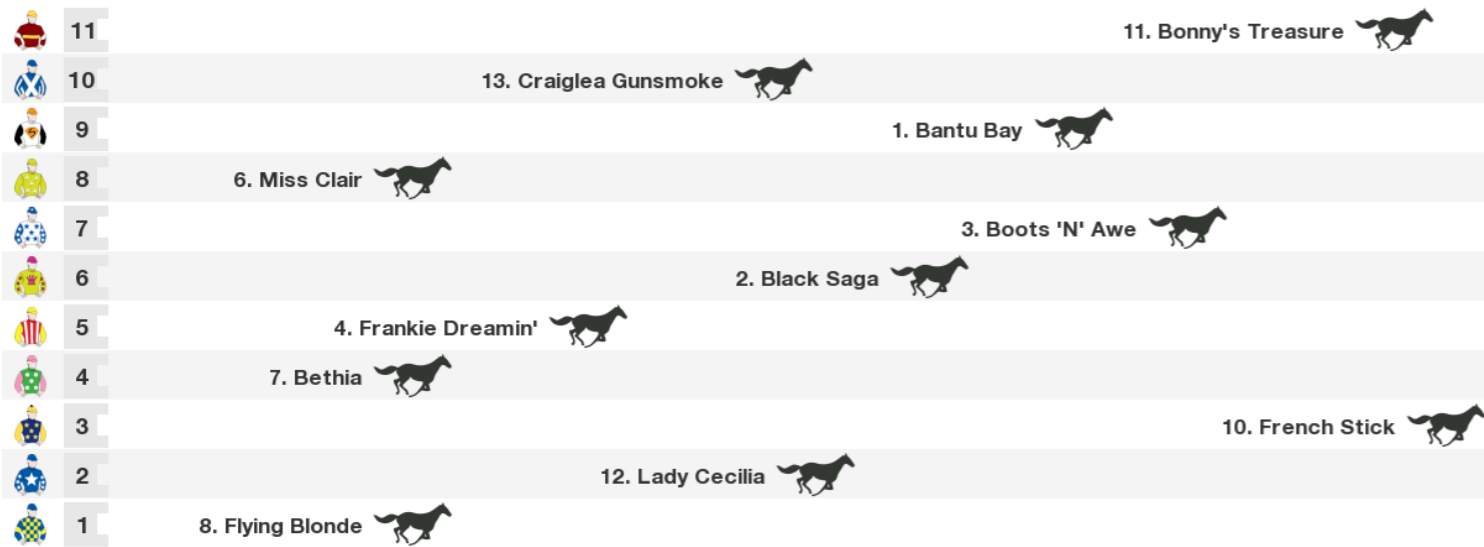 11 11. Bonny's Treasure
10 13. Craiglea Gunsmoke
9 1. Bantu Bay
8 6. Miss Clair
7 3. Boots 'N' Awe
6 2. Black Saga
5 4. Frankie Dreamin'
4 7. Bethia
3 10. French Stick
2 12. Lady Cecilia
1 8. Flying Blonde